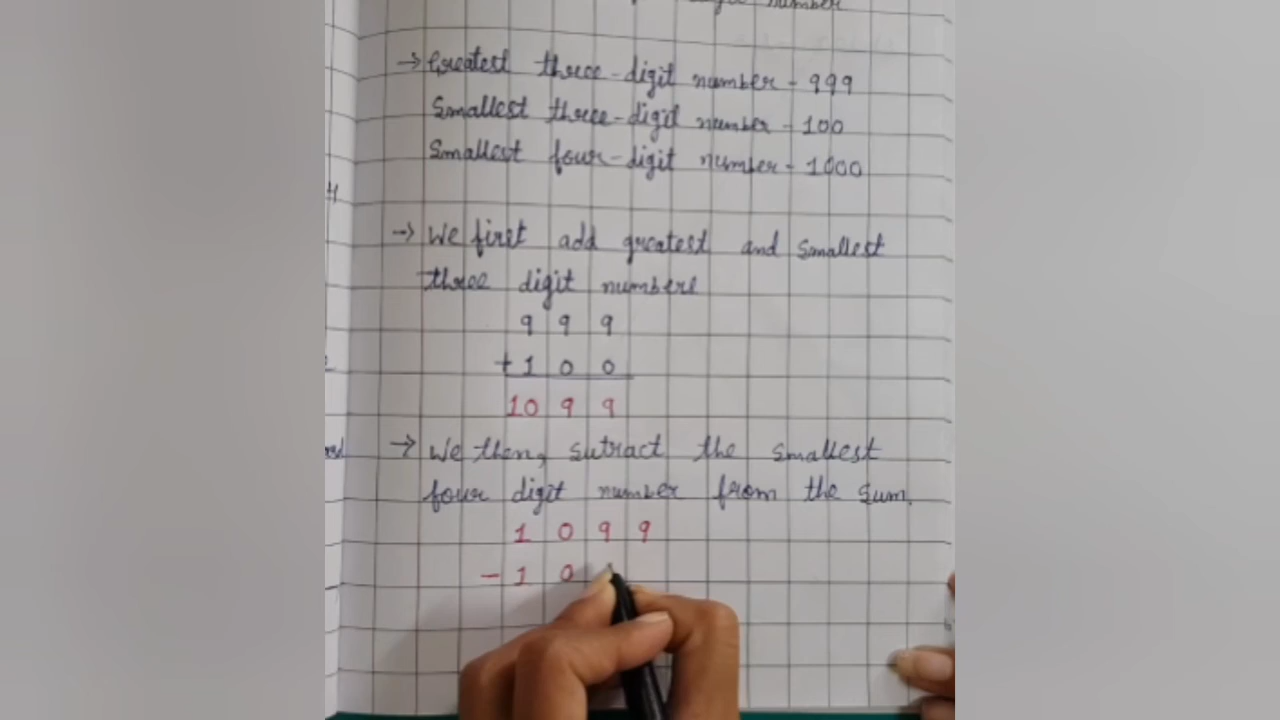 number
→ Greatest three-digit number - 999
Smallest three-digit number - 100
Smallest four-digit number - 1000
→ We first add greatest and smallest
three digit numbers
9 9 9
+ 1 0 0
10 9 9
→ We then, sutract the smallest
four digit number from the sum.
1 0 9 9
- 1 0